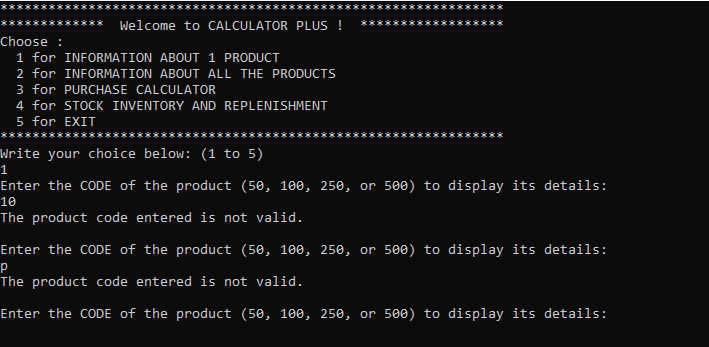 ***************************************************************
*************  Welcome to CALCULATOR PLUS !  ******************
Choose :
  1 for INFORMATION ABOUT 1 PRODUCT
  2 for INFORMATION ABOUT ALL THE PRODUCTS
  3 for PURCHASE CALCULATOR
  4 for STOCK INVENTORY AND REPLENISHMENT
  5 for EXIT
***************************************************************
Write your choice below: (1 to 5)
1
Enter the CODE of the product (50, 100, 250, or 500) to display its details:
10
The product code entered is not valid.

Enter the CODE of the product (50, 100, 250, or 500) to display its details:
p
The product code entered is not valid.

Enter the CODE of the product (50, 100, 250, or 500) to display its details: